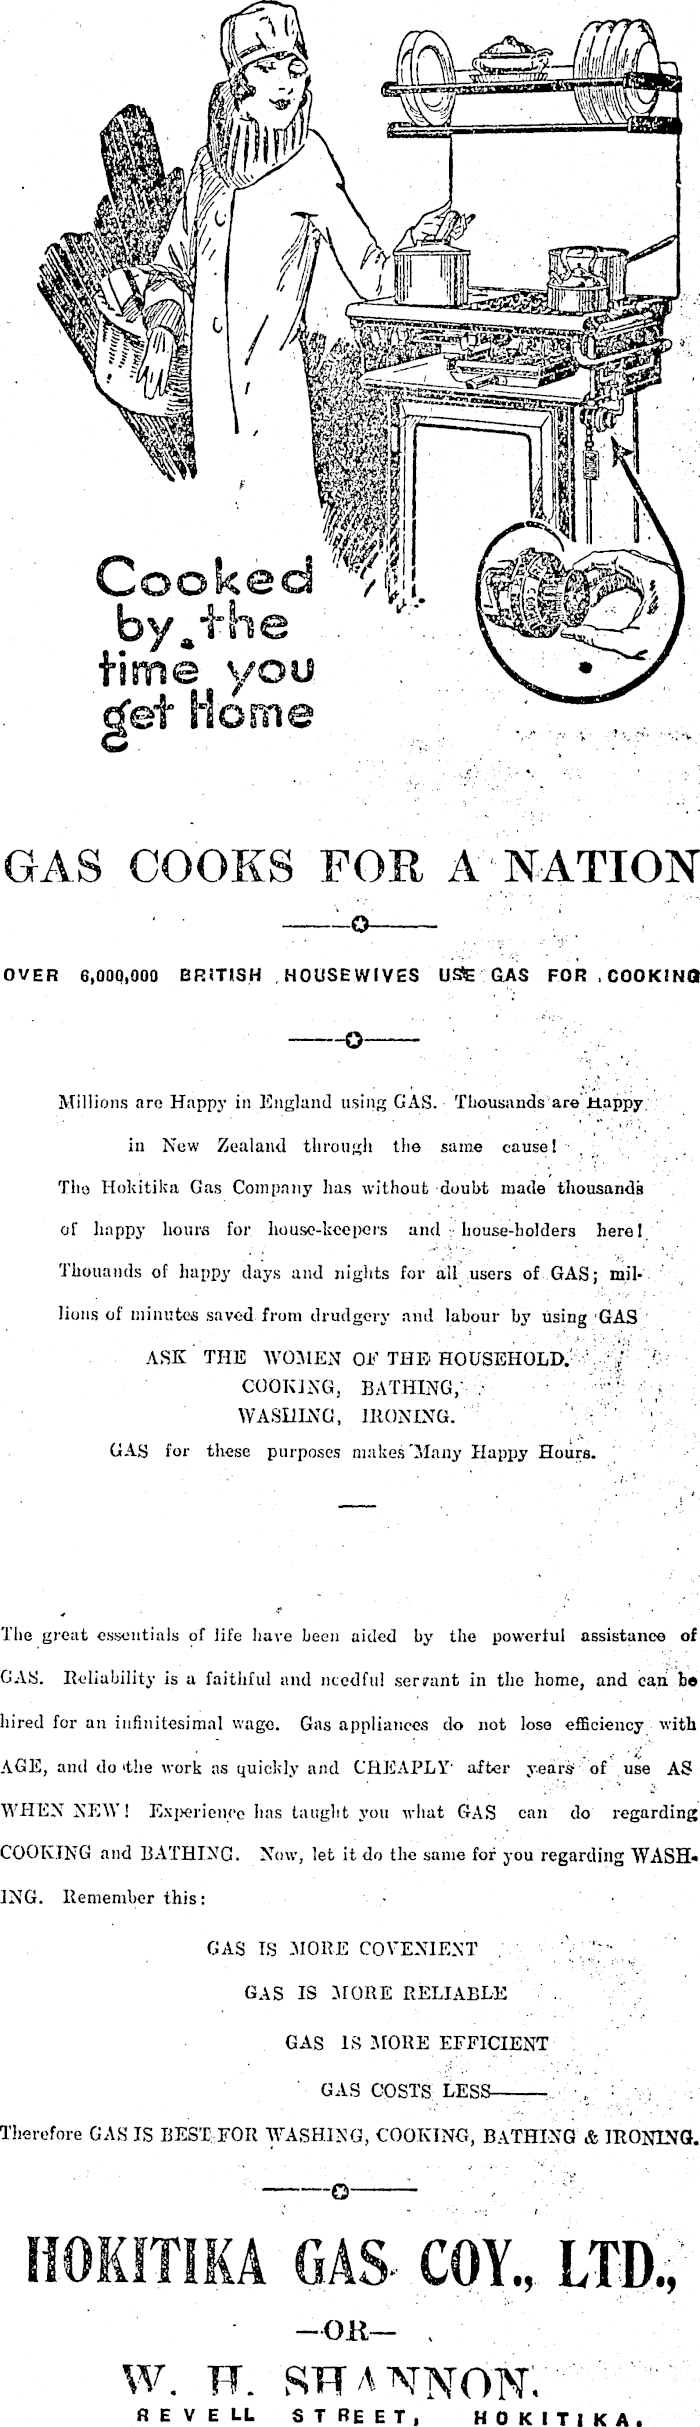 Cooked
by the
time you
get Home
GAS COOKS FOR A NATION
OVER 6,000,000 BRITISH HOUSEWIVES USE GAS FOR COOKING
Millions are Happy in England using GAS. Thousands are Happy
in New Zealand through the same cause!
The Hokitika Gas Company has without doubt made thousands
of happy hours for house-keepers and house-holders here!
Thouands of happy days and nights for all users of GAS; mil-
lions of minutes saved from drudgery and labour by using GAS
ASK THE WOMEN OF THE HOUSEHOLD.
COOKING, BATHING,
WASHING, IRONING.
GAS for these purposes makes Many Happy Hours.
The great essentials of life have been aided by the powerful assistance of
GAS. Reliability is a faithful and needful servant in the home, and can be
hired for an infinitesimal wage. Gas appliances do not lose efficiency with
AGE, and do the work as quickly and CHEAPLY after years of use AS
WHEN NEW! Experience has taught you what GAS can do regarding
COOKING and BATHING. Now, let it do the same for you regarding WASH-
ING. Remember this:
GAS IS MORE COVENIENT
GAS IS MORE RELIABLE
GAS IS MORE EFFICIENT
GAS COSTS LESS——
Therefore GAS IS BEST FOR WASHING, COOKING, BATHING & IRONING.
HOKITIKA GAS COY., LTD.,
—OR—
W. H. SHANNON.
REVELL STREET, HOKITIKA.